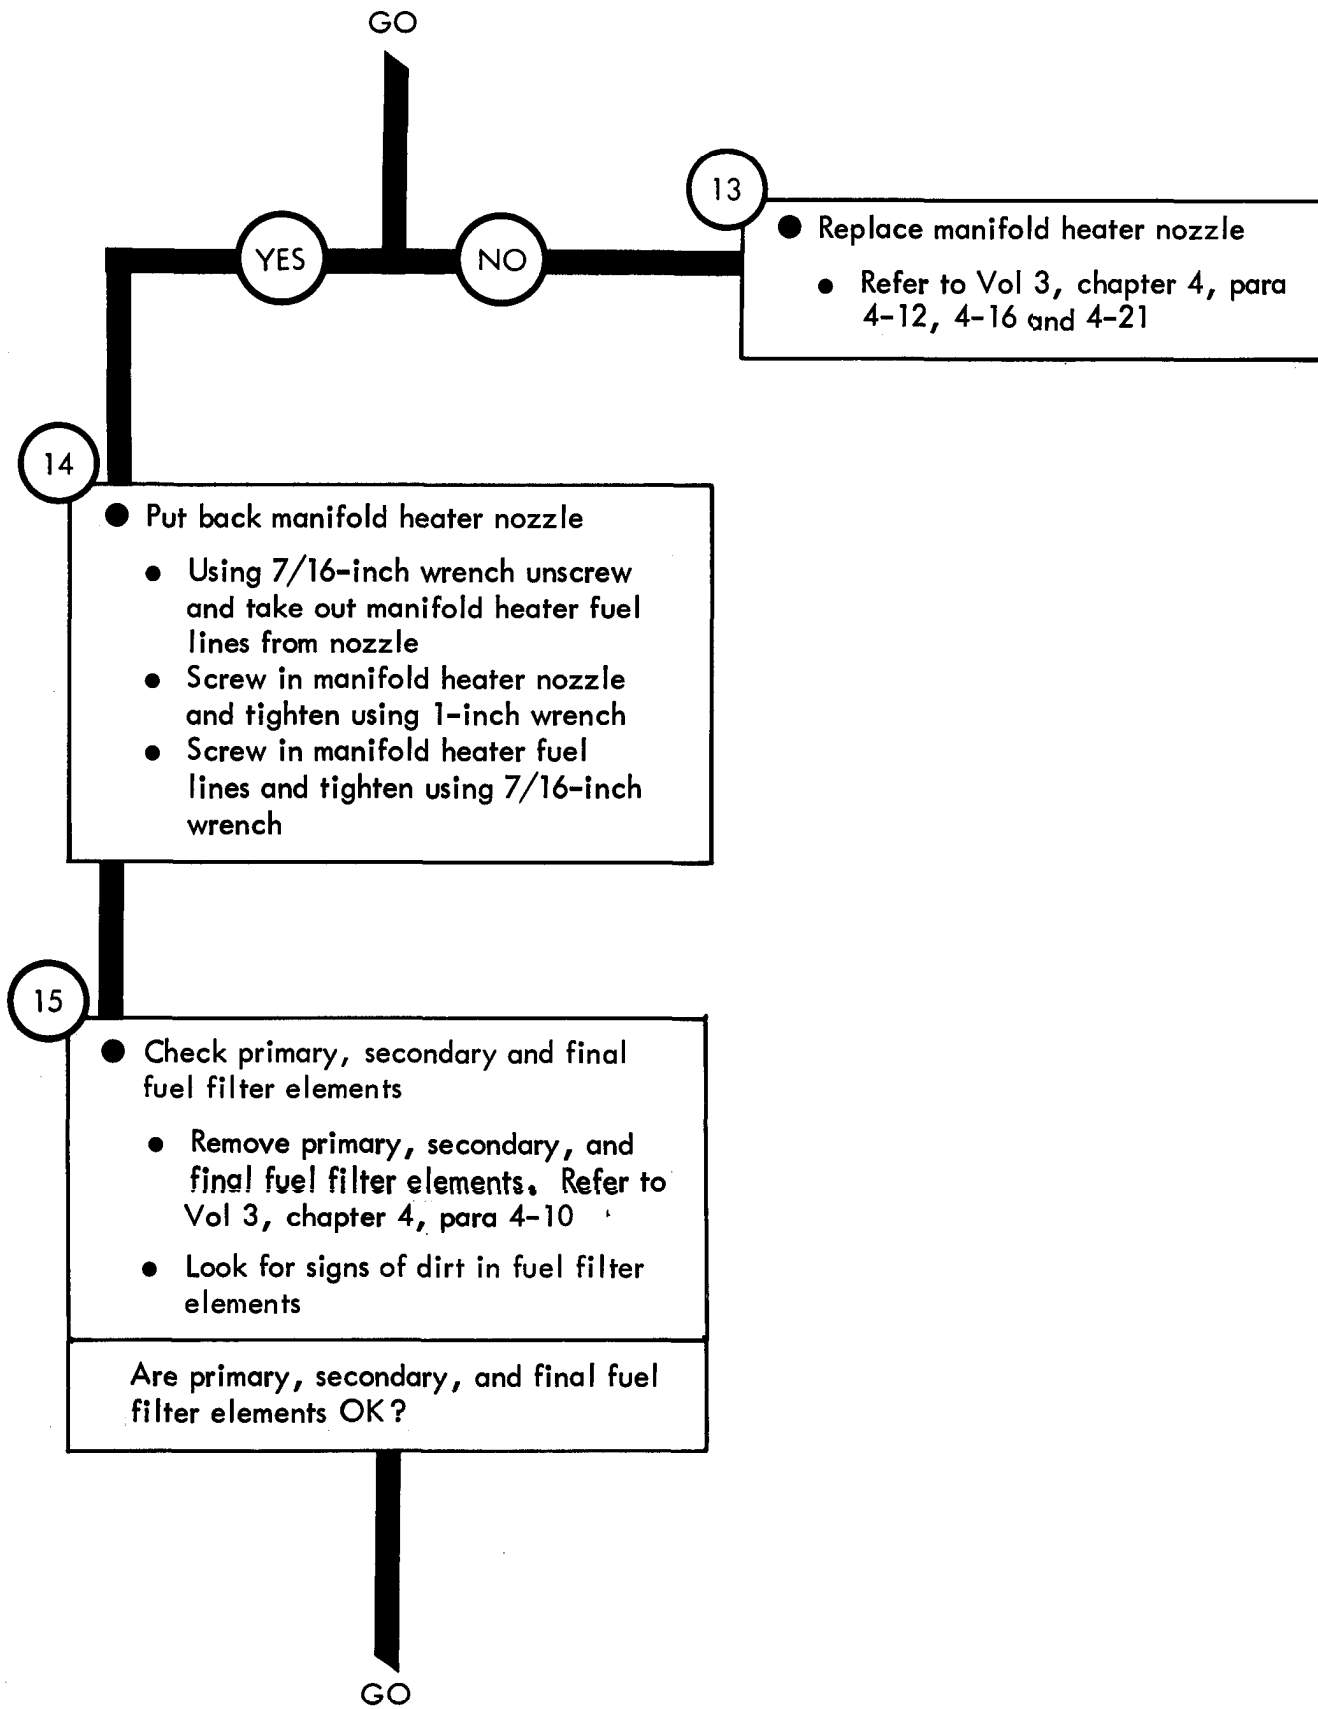 GO
13
● Replace manifold heater nozzle
● Refer to Vol 3, chapter 4, para
4-12, 4-16 and 4-21
YES
NO
14
● Put back manifold heater nozzle
● Using 7/16-inch wrench unscrew
and take out manifold heater fuel
lines from nozzle
● Screw in manifold heater nozzle
and tighten using 1-inch wrench
● Screw in manifold heater fuel
lines and tighten using 7/16-inch
wrench
15
● Check primary, secondary and final
fuel filter elements
● Remove primary, secondary, and
final fuel filter elements. Refer to
Vol 3, chapter 4, para 4-10
● Look for signs of dirt in fuel filter
elements
Are primary, secondary, and final fuel
filter elements OK?
GO